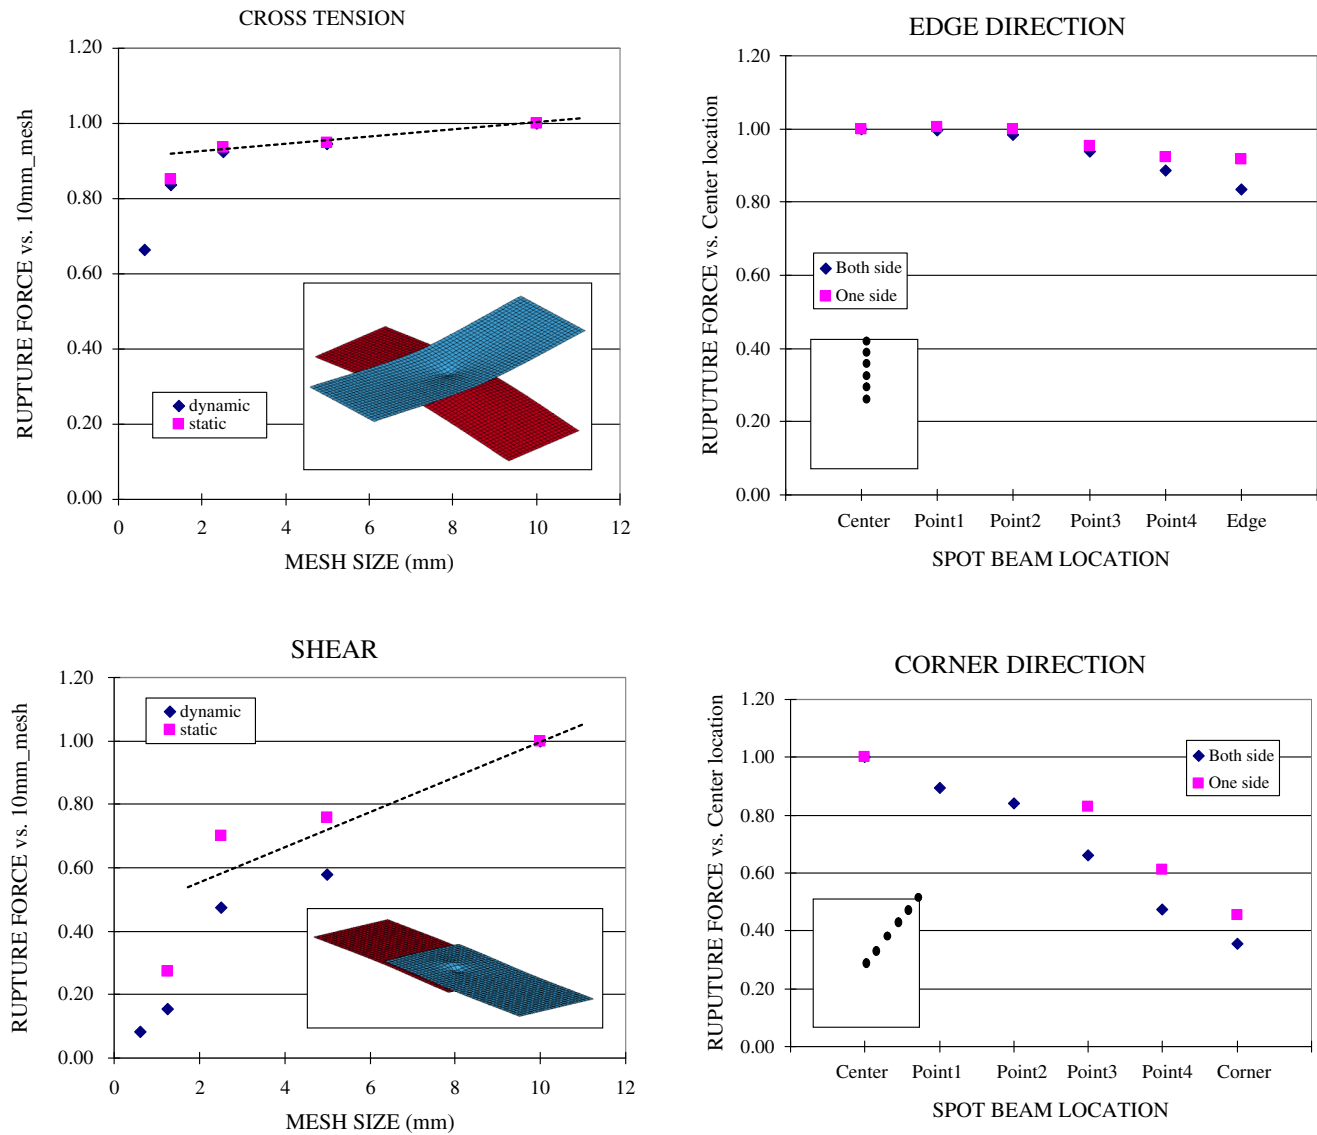 CROSS TENSION
RUPTURE FORCE vs. 10mm_mesh
1.20
1.00
0.80
0.60
0.40
0.20
0.00
dynamic
static
0 2 4 6 8 10 12
MESH SIZE (mm)
EDGE DIRECTION
RUPUTURE FORCE vs. Center location
1.20
1.00
0.80
0.60
0.40
0.20
0.00
Both side
One side
Center Point1 Point2 Point3 Point4 Edge
SPOT BEAM LOCATION
SHEAR
RUPTURE FORCE vs. 10mm_mesh
1.20
1.00
0.80
0.60
0.40
0.20
0.00
dynamic
static
0 2 4 6 8 10 12
MESH SIZE (mm)
CORNER DIRECTION
RUPUTURE FORCE vs. Center location
1.20
1.00
0.80
0.60
0.40
0.20
0.00
Both side
One side
Center Point1 Point2 Point3 Point4 Corner
SPOT BEAM LOCATION